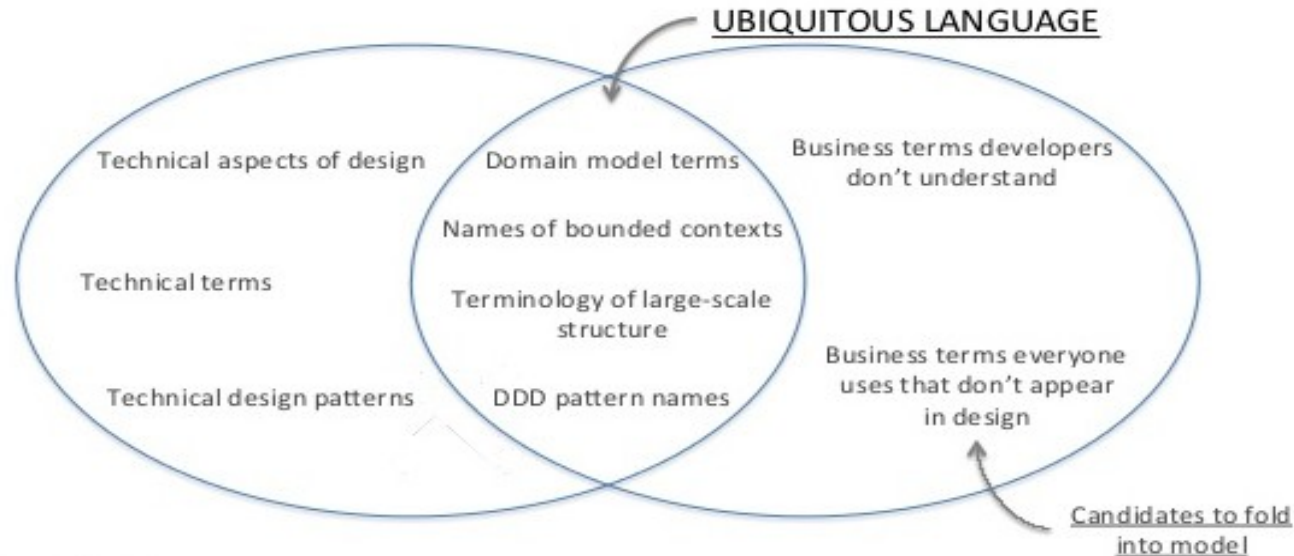 UBIQUITOUS LANGUAGE
Technical aspects of design
Technical terms
Technical design patterns
Domain model terms
Names of bounded contexts
Terminology of large-scale
structure
DDD pattern names
Business terms developers
don’t understand
Business terms everyone
uses that don’t appear
in design
Candidates to fold
into model